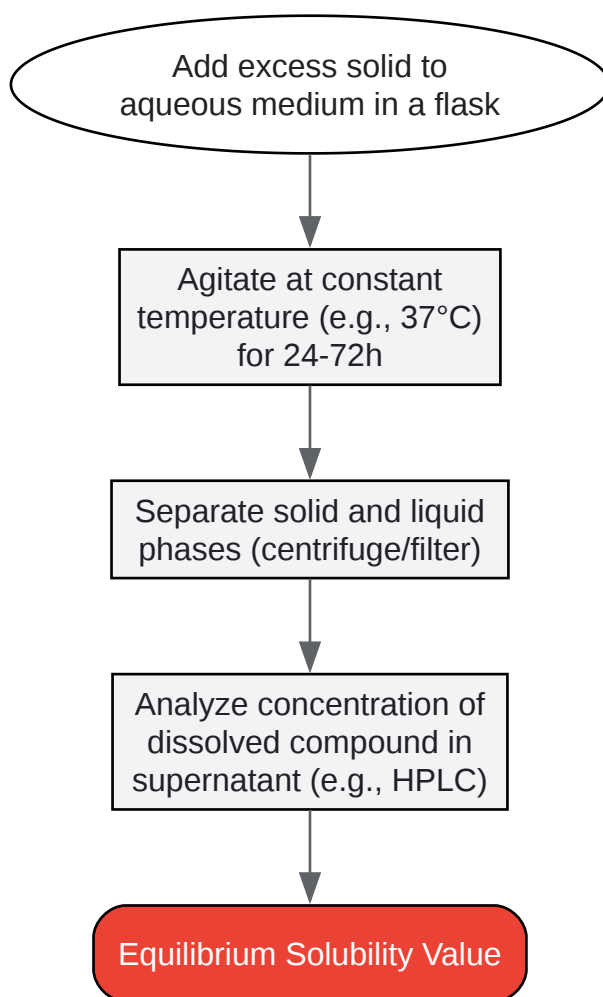 Add excess solid to
aqueous medium in a flask
Agitate at constant
temperature (e.g., 37°C)
for 24-72h
Separate solid and liquid
phases (centrifuge/filter)
Analyze concentration of
dissolved compound in
supernatant (e.g., HPLC)
Equilibrium Solubility Value